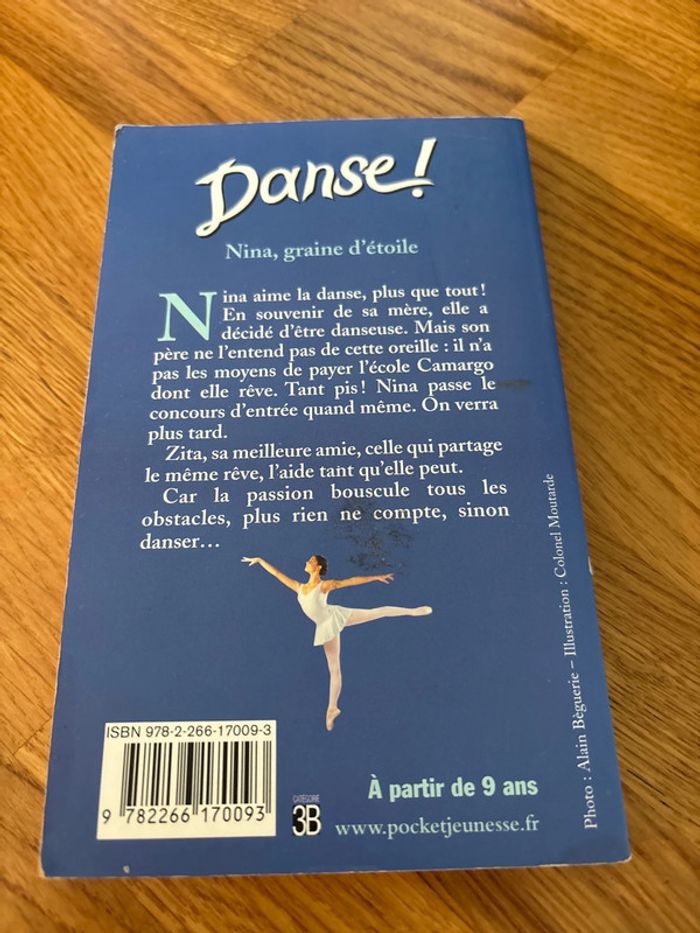 Danse!
Nina, graine d'étoile
Nina aime la danse, plus que tout !
En souvenir de sa mère, elle a
décidé d'être danseuse. Mais son
père ne l'entend pas de cette oreille : il n'a
pas les moyens de payer l'école Camargo
dont elle rêve. Tant pis ! Nina passe le
concours d'entrée quand même. On verra
plus tard.
Zita, sa meilleure amie, celle qui partage
le même rêve, l'aide tant qu'elle peut.
Car la passion bouscule tous les
obstacles, plus rien ne compte, sinon
danser…
Photo : Alain Bèguerie – Illustration : Colonel Moutarde
ISBN 978-2-266-17009-3
9 782266 170093
CATÉGORIE
3B
À partir de 9 ans
www.pocketjeunesse.fr